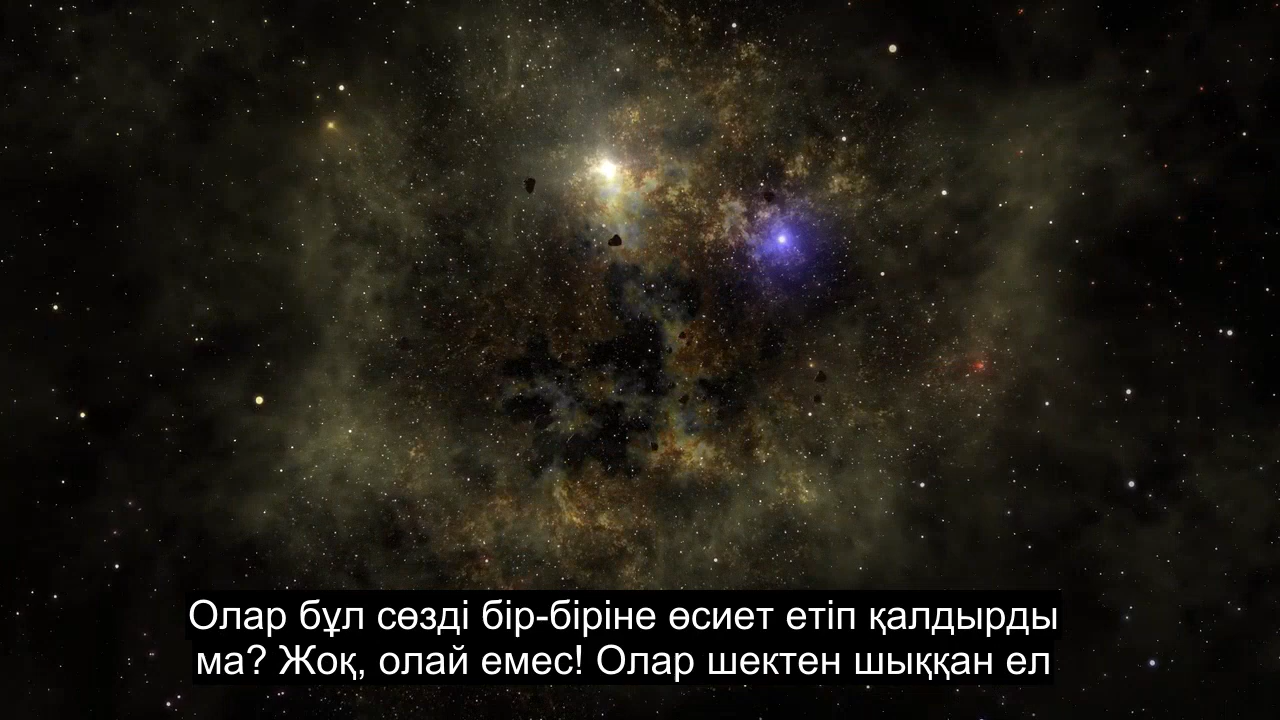 Олар бұл сөзді бір-біріне өсиет етіп қалдырды
ма? Жоқ, олай емес! Олар шектен шыққан ел